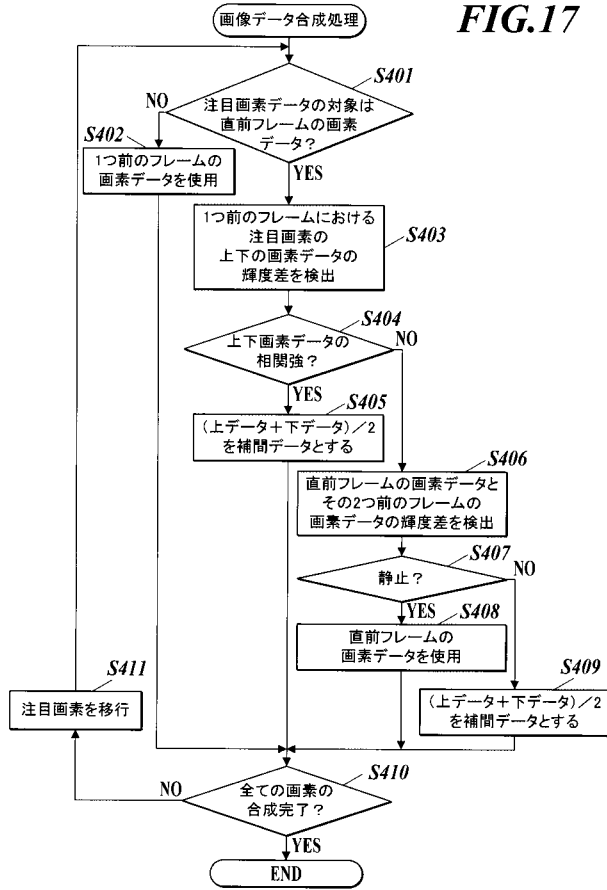 FIG.17
画像データ合成処理
S401
注目画素データの対象は
直前フレームの画素
データ?
NO
YES
S402
1つ前のフレームの
画素データを使用
S403
1つ前のフレームにおける
注目画素の
上下の画素データの
輝度差を検出
S404
上下画素データの
相関強?
NO
YES
S405
(上データ+下データ)/2
を補間データとする
S406
直前フレームの画素データと
その2つ前のフレームの
画素データの輝度差を検出
S407
静止?
NO
YES
S408
直前フレームの
画素データを使用
S409
(上データ+下データ)/2
を補間データとする
S411
注目画素を移行
S410
全ての画素の
合成完了?
NO
YES
END